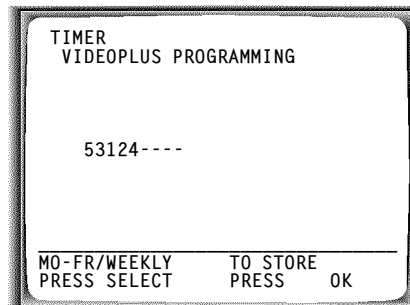 TIMER
VIDEOPLUS PROGRAMMING
53124----
MO-FR/WEEKLY TO STORE
PRESS SELECT PRESS OK